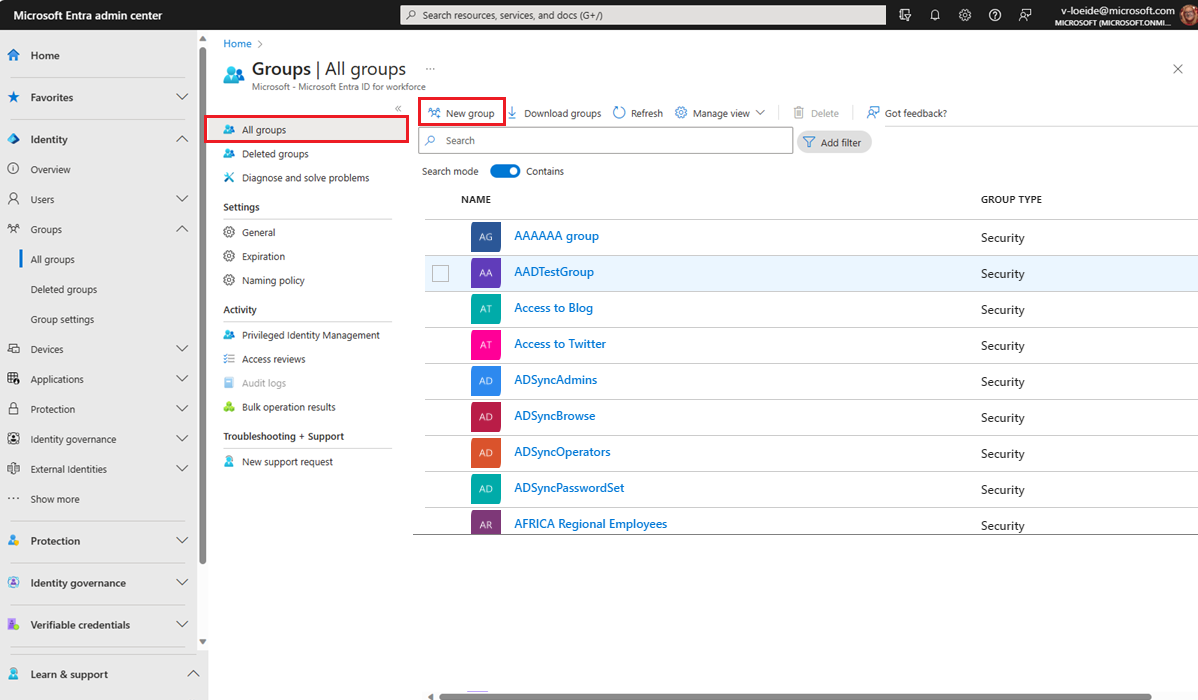 Microsoft Entra admin center
Search resources, services, and docs (G+/)
v-loeide@microsoft.com
MICROSOFT (MICROSOFT.ONMI...
Home
Favorites
Identity
Overview
Users
Groups
All groups
Deleted groups
Group settings
Devices
Applications
Protection
Identity governance
External Identities
Show more
Protection
Identity governance
Verifiable credentials
Learn & support
Home
Groups | All groups
Microsoft - Microsoft Entra ID for workforce
All groups
Deleted groups
Diagnose and solve problems
Settings
General
Expiration
Naming policy
Activity
Privileged Identity Management
Access reviews
Audit logs
Bulk operation results
Troubleshooting + Support
New support request
New group Download groups Refresh Manage view Delete Got feedback?
Search Add filter
Search mode Contains
NAME GROUP TYPE
AG AAAAAA group Security
AA AADTestGroup Security
AT Access to Blog Security
AT Access to Twitter Security
AD ADSyncAdmins Security
AD ADSyncBrowse Security
AD ADSyncOperators Security
AD ADSyncPasswordSet Security
AR AFRICA Regional Employees Security